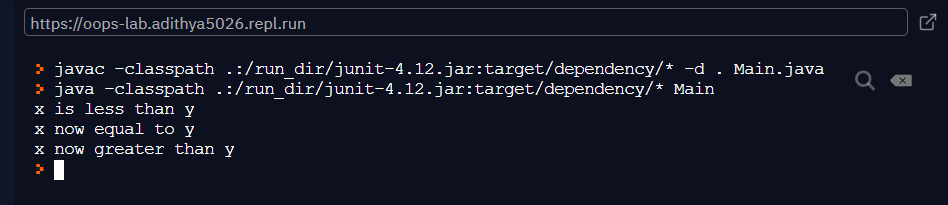 https://oops-lab.adithya5026.repl.run
> javac -classpath .:/run_dir/junit-4.12.jar:target/dependency/* -d . Main.java
> java -classpath .:/run_dir/junit-4.12.jar:target/dependency/* Main
x is less than y
x now equal to y
x now greater than y
>